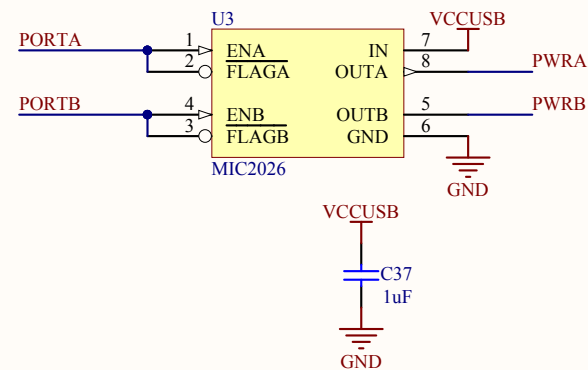 U3
VCCUSB
PORTA 1 ENA IN 7
2 FLAGA OUTA 8 PWRA
PORTB 4 ENB OUTB 5 PWRB
3 FLAGB GND 6
MIC2026
GND
VCCUSB
C37
1uF
GND